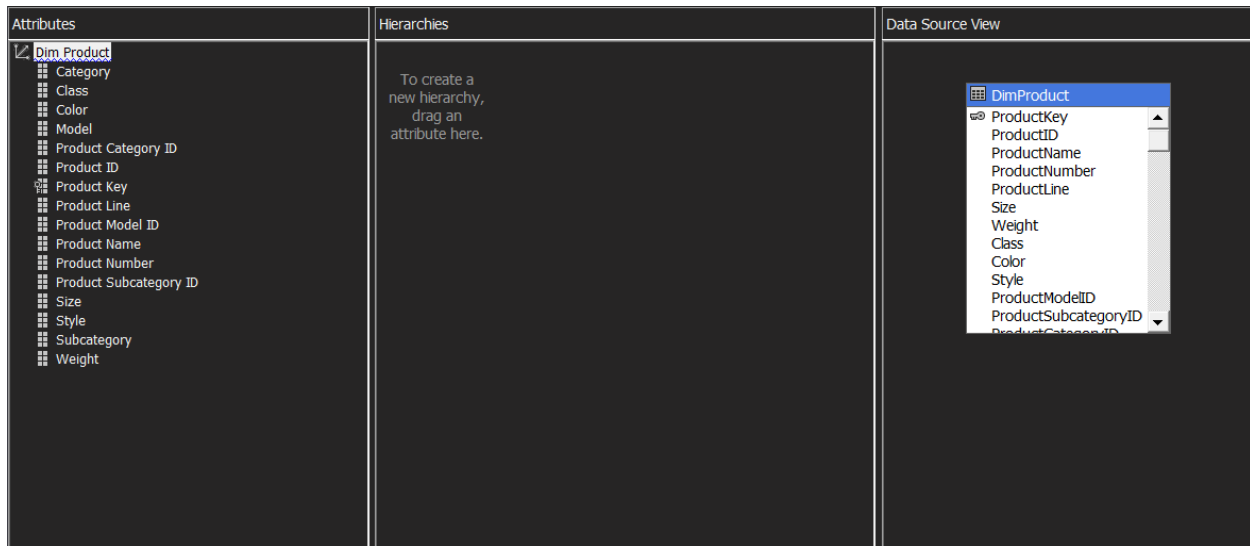 Attributes
Dim Product
Category
Class
Color
Model
Product Category ID
Product ID
Product Key
Product Line
Product Model ID
Product Name
Product Number
Product Subcategory ID
Size
Style
Subcategory
Weight
Hierarchies
To create a
new hierarchy,
drag an
attribute here.
Data Source View
DimProduct
ProductKey
ProductID
ProductName
ProductNumber
ProductLine
Size
Weight
Class
Color
Style
ProductModelID
ProductSubcategoryID
ProductCategoryID